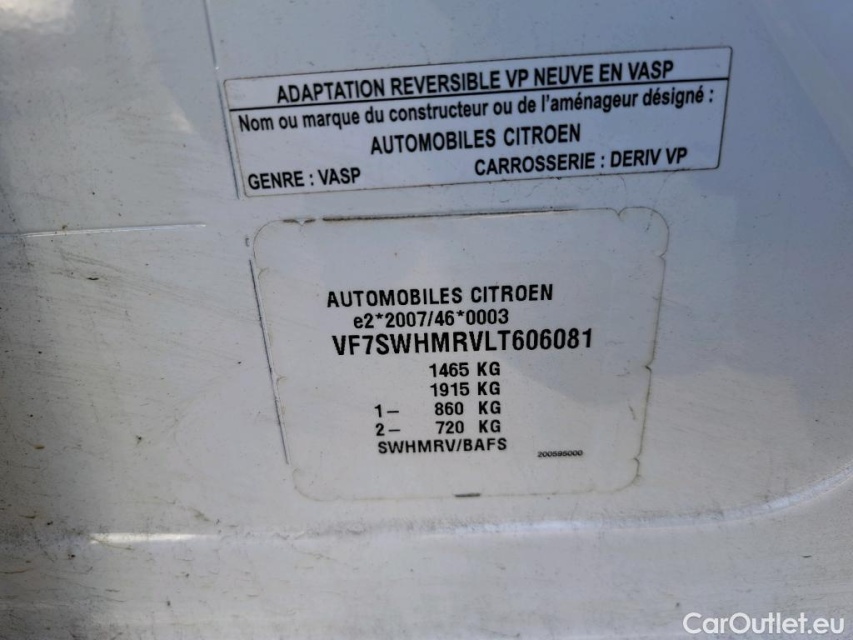 ADAPTATION REVERSIBLE VP NEUVE EN VASP
Nom ou marque du constructeur ou de l'aménageur désigné :
AUTOMOBILES CITROEN
GENRE : VASP CARROSSERIE : DERIV VP
AUTOMOBILES CITROEN
e2*2007/46*0003
VF7SWHMRVLT606081
1465 KG
1915 KG
1- 860 KG
2- 720 KG
SWHMRV/BAFS
200595000
CarOutlet.eu